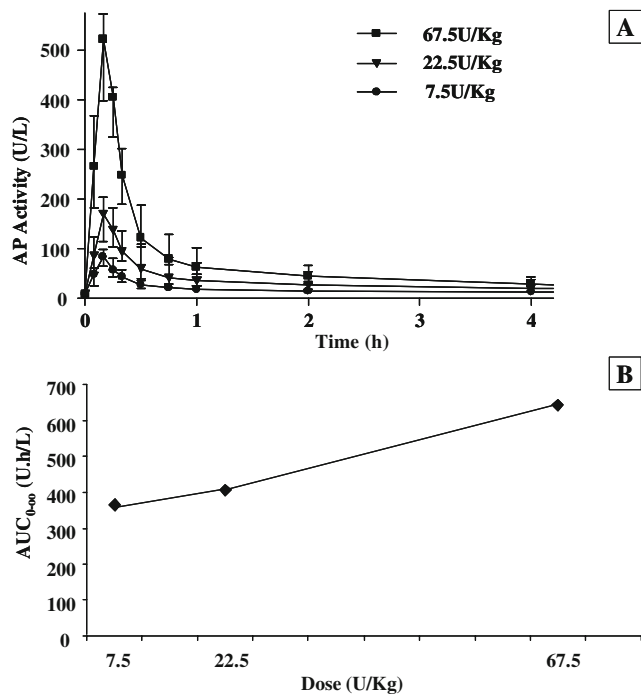 A
67.5U/Kg
22.5U/Kg
7.5U/Kg
AP Activity (U/L)
500
400
300
200
100
0
0 1 2 3 4
Time (h)
B
AUC0-∞ (U.h/L)
700
600
500
400
300
200
100
0
7.5 22.5 67.5
Dose (U/Kg)